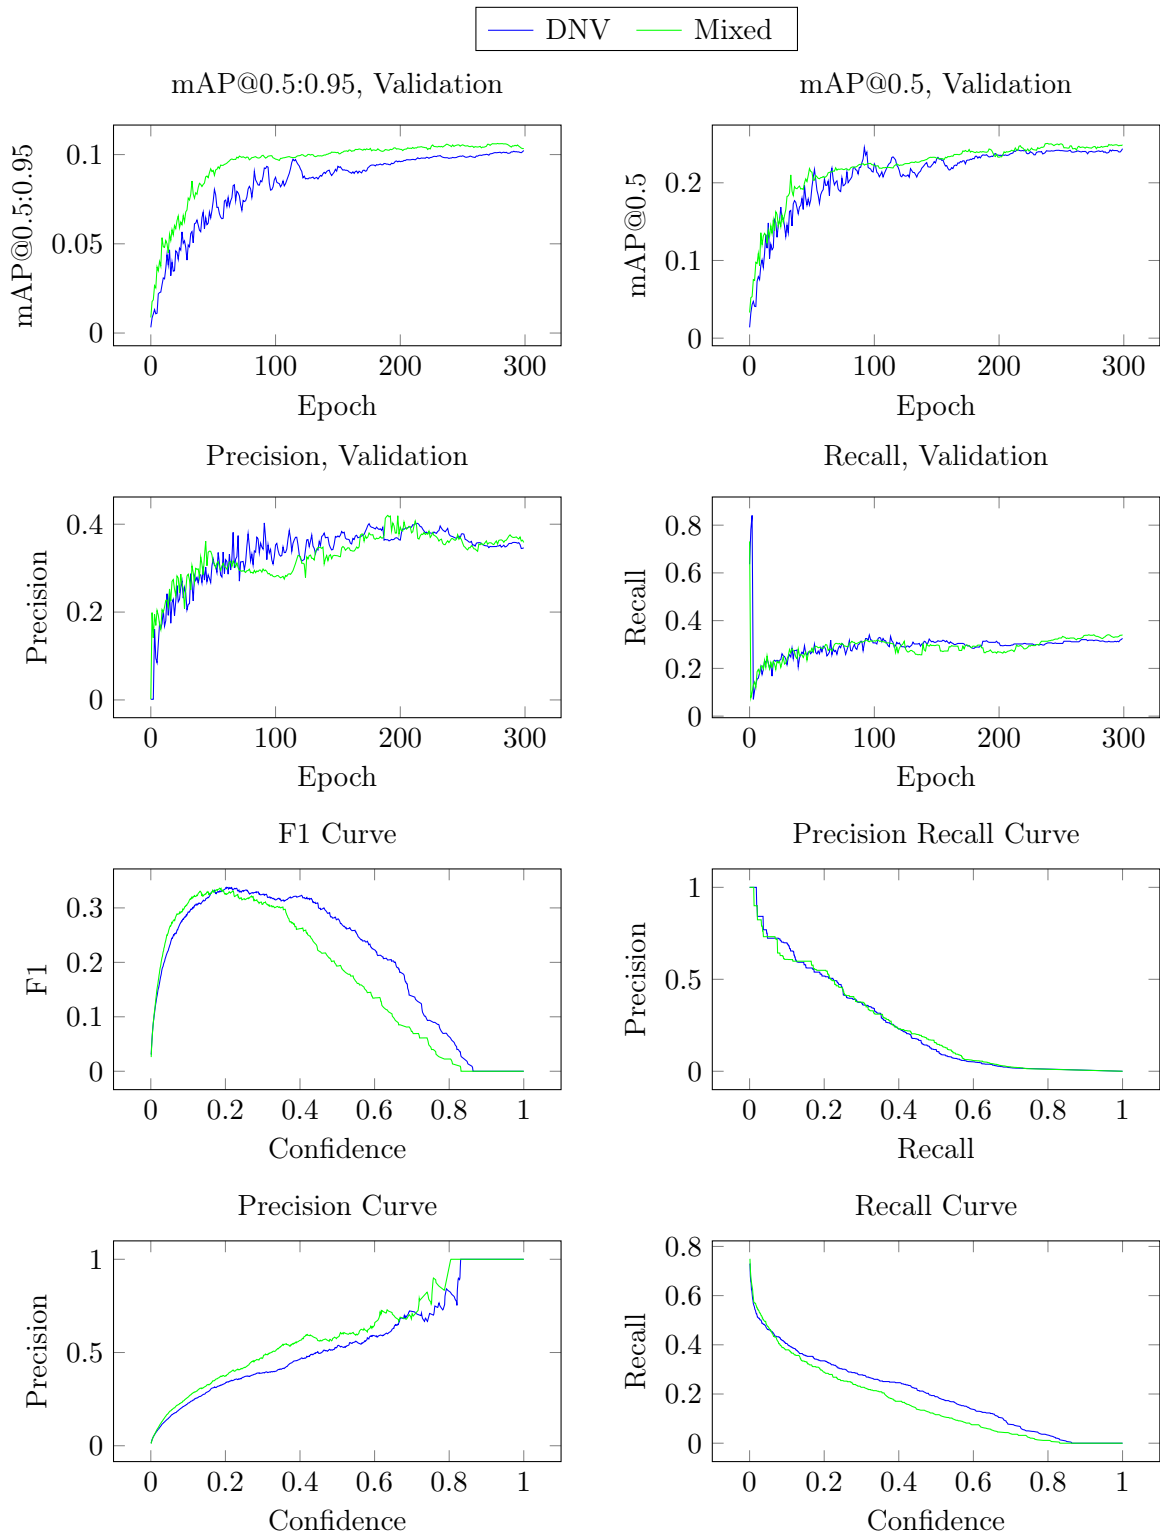 DNV Mixed
mAP@0.5:0.95, Validation
mAP@0.5:0.95
0.1
0.05
0
0 100 200 300
Epoch
mAP@0.5, Validation
mAP@0.5
0.2
0.1
0
0 100 200 300
Epoch
Precision, Validation
Precision
0.4
0.2
0
0 100 200 300
Epoch
Recall, Validation
Recall
0.8
0.6
0.4
0.2
0
0 100 200 300
Epoch
F1 Curve
F1
0.3
0.2
0.1
0
0 0.2 0.4 0.6 0.8 1
Confidence
Precision Recall Curve
Precision
1
0.5
0
0 0.2 0.4 0.6 0.8 1
Recall
Precision Curve
Precision
1
0.5
0
0 0.2 0.4 0.6 0.8 1
Confidence
Recall Curve
Recall
0.8
0.6
0.4
0.2
0
0 0.2 0.4 0.6 0.8 1
Confidence